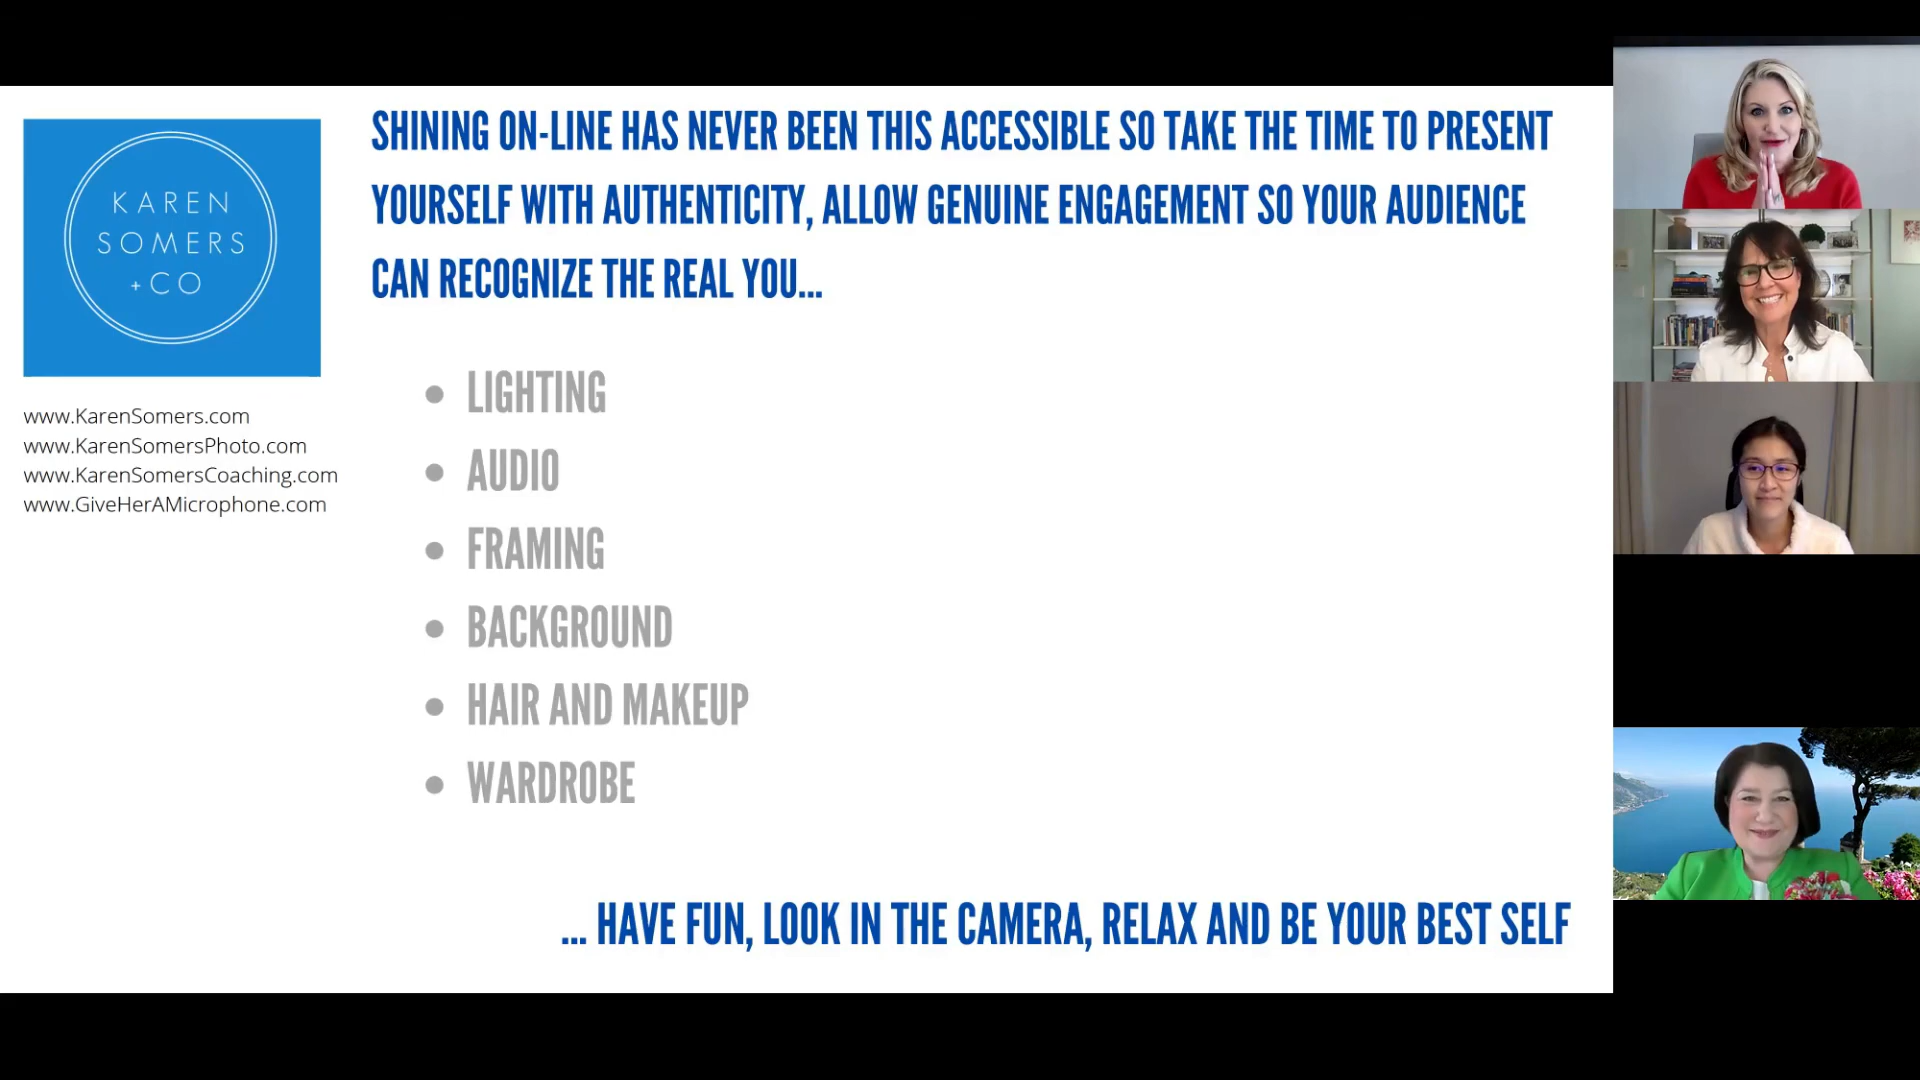 KAREN
SOMERS
+CO
www.KarenSomers.com
www.KarenSomersPhoto.com
www.KarenSomersCoaching.com
www.GiveHerAMicrophone.com
SHINING ON-LINE HAS NEVER BEEN THIS ACCESSIBLE SO TAKE THE TIME TO PRESENT
YOURSELF WITH AUTHENTICITY, ALLOW GENUINE ENGAGEMENT SO YOUR AUDIENCE
CAN RECOGNIZE THE REAL YOU...
• LIGHTING
• AUDIO
• FRAMING
• BACKGROUND
• HAIR AND MAKEUP
• WARDROBE
... HAVE FUN, LOOK IN THE CAMERA, RELAX AND BE YOUR BEST SELF